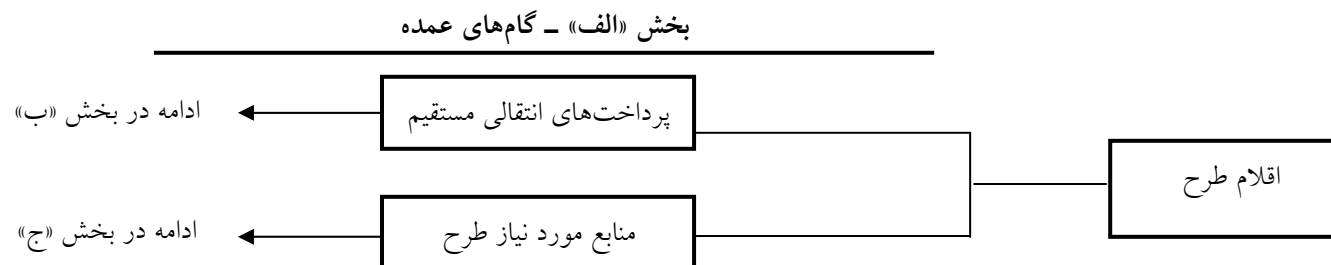 بخش «الف» ــ گام‌های عمده
اقلام طرح
پرداخت‌های انتقالی مستقیم
ادامه در بخش «ب»
منابع مورد نیاز طرح
ادامه در بخش «ج»